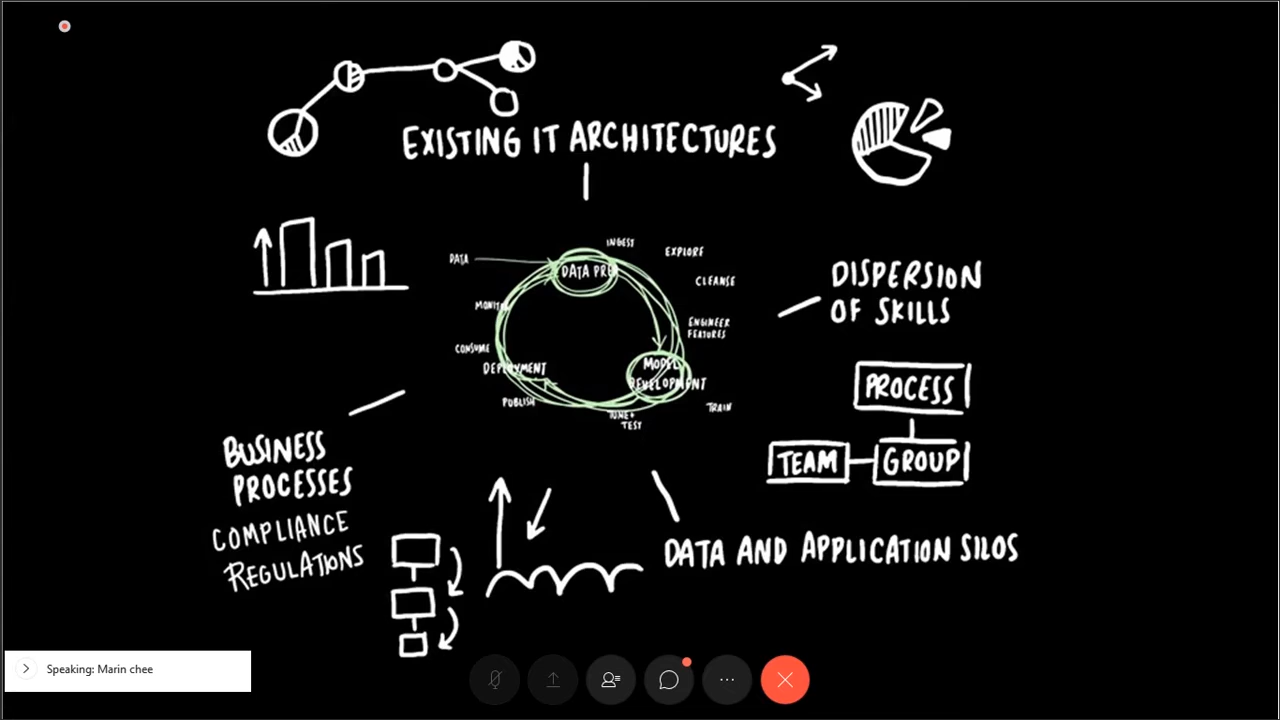 EXISTING IT ARCHITECTURES
INGEST
EXPLORE
DATA
DATA PRE
CLEANSE
DISPERSION
OF SKILLS
MONITOR
ENGINEER
FEATURES
CONSUME
DEPLOYMENT
MODEL
DEVELOPMENT
PUBLISH
TRAIN
TUNE+
TEST
PROCESS
TEAM
GROUP
BUSINESS
PROCESSES
COMPLIANCE
REGULATIONS
DATA AND APPLICATION SILOS
Speaking: Marin chee